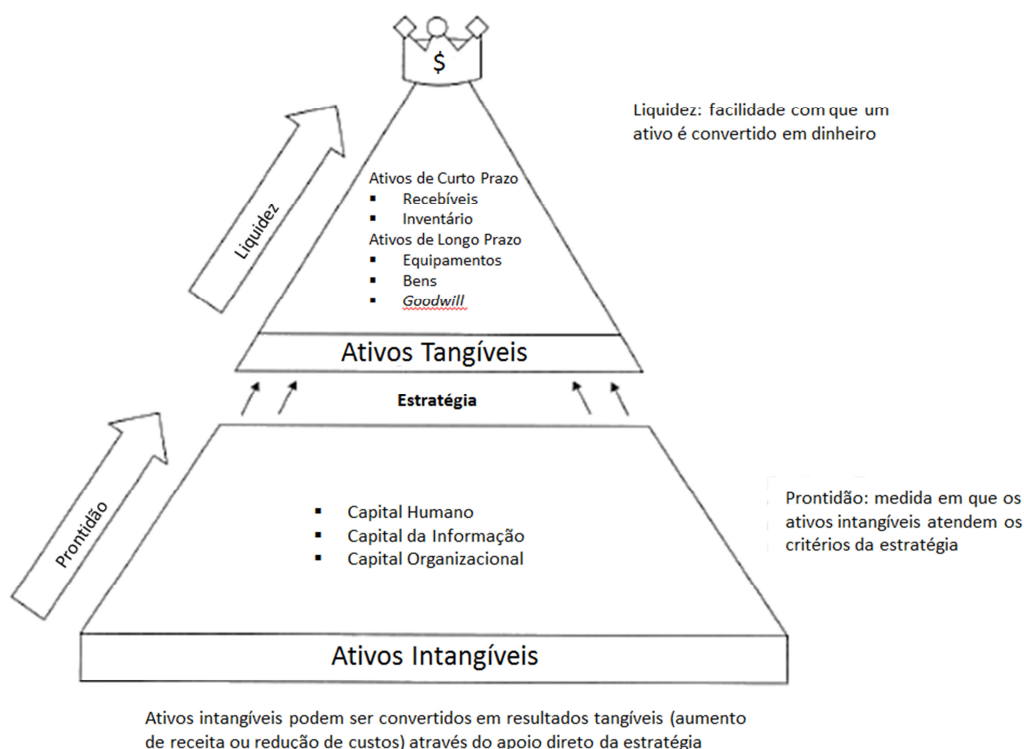 $
Liquidez: facilidade com que um
ativo é convertido em dinheiro
Liquidez
Ativos de Curto Prazo
▪ Recebíveis
▪ Inventário
Ativos de Longo Prazo
▪ Equipamentos
▪ Bens
▪ Goodwill
Ativos Tangíveis
Estratégia
Prontidão
▪ Capital Humano
▪ Capital da Informação
▪ Capital Organizacional
Prontidão: medida em que os
ativos intangíveis atendem os
critérios da estratégia
Ativos Intangíveis
Ativos intangíveis podem ser convertidos em resultados tangíveis (aumento
de receita ou redução de custos) através do apoio direto da estratégia